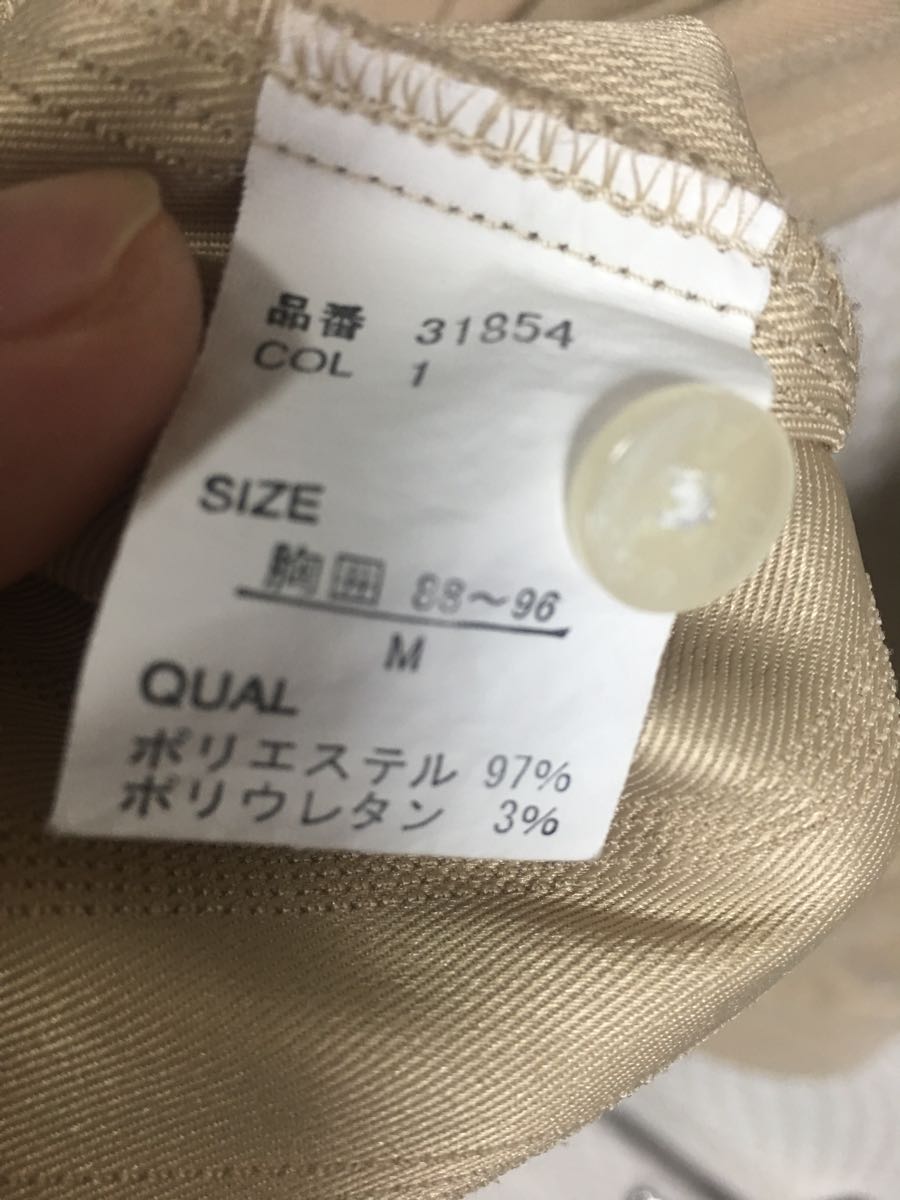 品番 31854
COL 1
SIZE
胸囲 88〜96
M
QUAL
ポリエステル 97%
ポリウレタン 3%